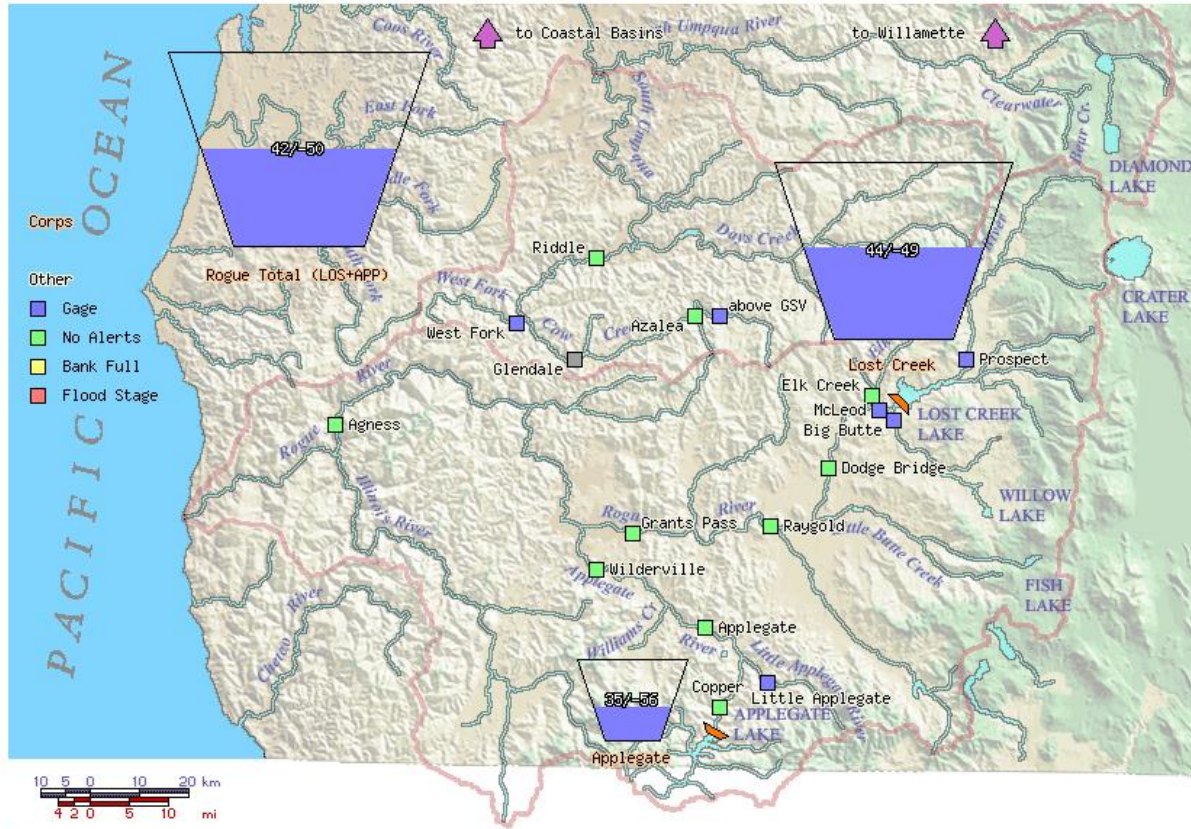 to Coastal Basins
to Willamette
Umpqua River
Coos River
South Umpqua
Clearwater
Bear Cr.
East Fork
42/-50
DIAMOND
LAKE
PACIFIC OCEAN
Corps
Rogue Total (LOS+APP)
Other
Gage
No Alerts
Bank Full
Flood Stage
Riddle
Days Creek
44/-49
River
CRATER
LAKE
West Fork
West Fork
Cow
Azalea
above GSV
Glendale
Lost Creek
Prospect
River
Elk Creek
McLeod
Big Butte
LOST CREEK
LAKE
Agness
Rogue
Dodge Bridge
Illinois River
WILLOW
LAKE
River
Grants Pass
Raygold
Little Butte Creek
Wilderville
Applegate
FISH
LAKE
Chetco River
Williams Cr.
Applegate
River
Little Applegate River
Little Applegate
35/-56
Copper
APPLEGATE
LAKE
Applegate
10 5 0 10 20 km
4 2 0 5 10 mi